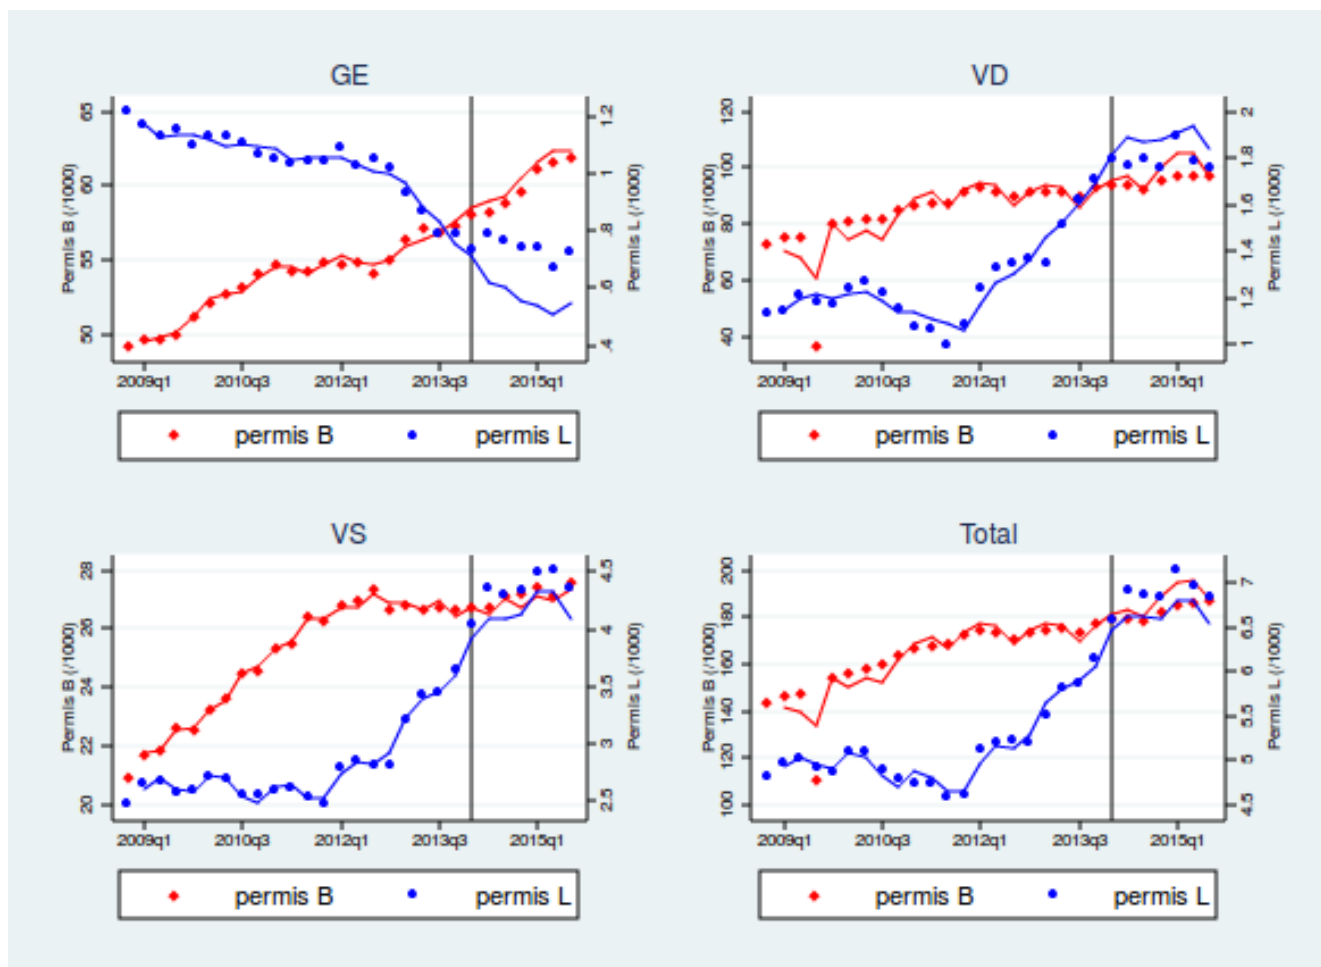 GE
Permis B (/1000)
65
60
55
50
1.2
1
.8
.6
.4
Permis L (/1000)
2009q1 2010q3 2012q1 2013q3 2015q1
permis B permis L
VD
Permis B (/1000)
120
100
80
60
40
2
1.8
1.6
1.4
1.2
1
Permis L (/1000)
2009q1 2010q3 2012q1 2013q3 2015q1
permis B permis L
VS
Permis B (/1000)
28
26
24
22
20
4.5
4
3.5
3
2.5
Permis L (/1000)
2009q1 2010q3 2012q1 2013q3 2015q1
permis B permis L
Total
Permis B (/1000)
200
180
160
140
120
100
7
6.5
6
5.5
5
4.5
Permis L (/1000)
2009q1 2010q3 2012q1 2013q3 2015q1
permis B permis L